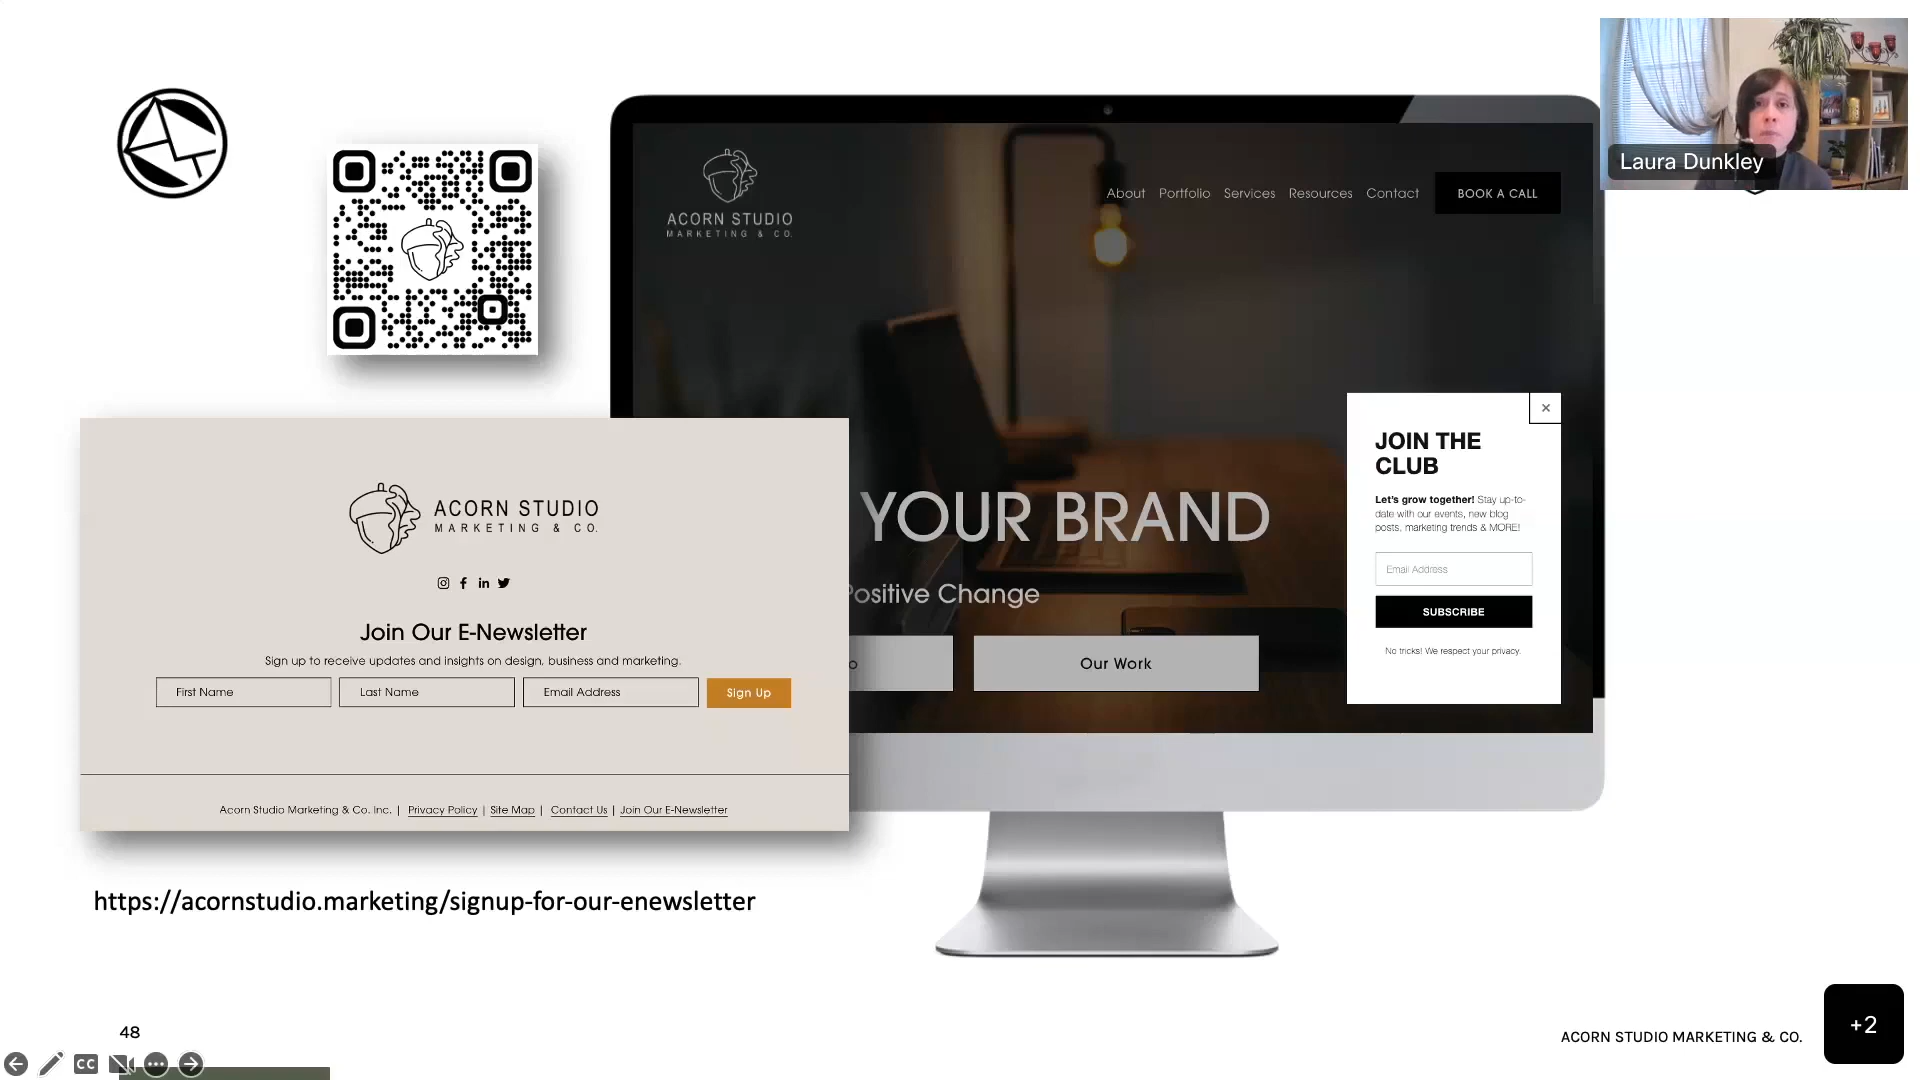 Laura Dunkley
ACORN STUDIO
MARKETING & CO.
About Portfolio Services Resources Contact BOOK A CALL
YOUR BRAND
Positive Change
o
Our Work
×
JOIN THE
CLUB
Let's grow together! Stay up-to-
date with our events, new blog
posts, marketing trends & MORE!
Email Address
SUBSCRIBE
No tricks! We respect your privacy.
ACORN STUDIO
MARKETING & CO.
Join Our E-Newsletter
Sign up to receive updates and insights on design, business and marketing.
First Name Last Name Email Address Sign Up
Acorn Studio Marketing & Co. Inc. | Privacy Policy | Site Map | Contact Us | Join Our E-Newsletter
https://acornstudio.marketing/signup-for-our-enewsletter
48
ACORN STUDIO MARKETING & CO.
+2
CC